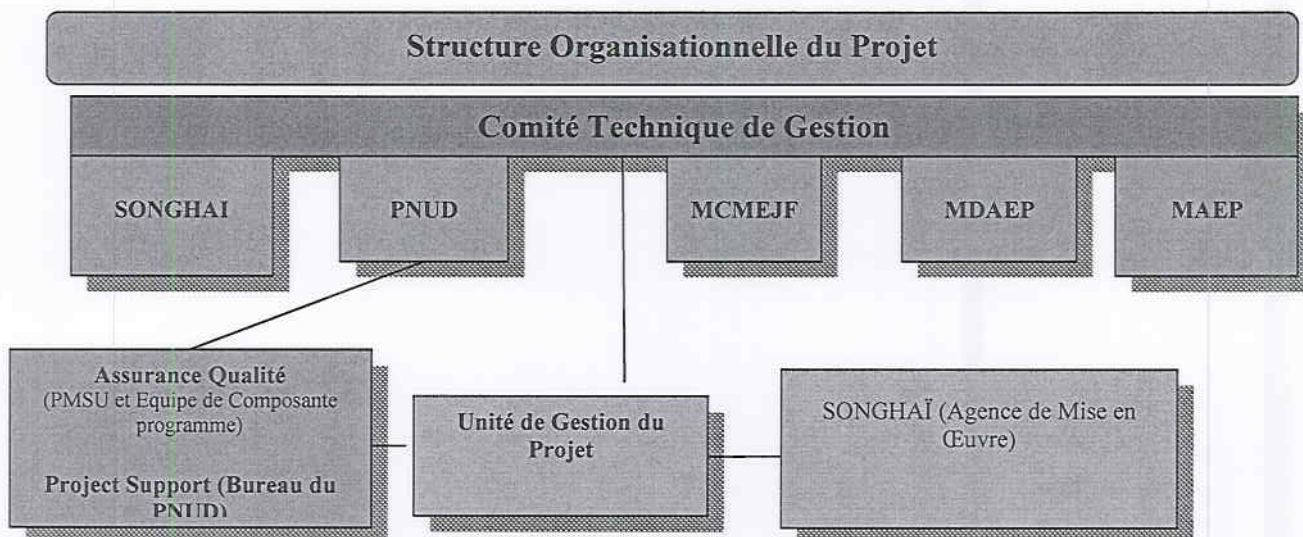 Structure Organisationnelle du Projet
Comité Technique de Gestion
SONGHAI
PNUD
MCMEJF
MDAEP
MAEP
Assurance Qualité
(PMSU et Equipe de Composante
programme)
Project Support (Bureau du
PNUD)
Unité de Gestion du
Projet
SONGHAÏ (Agence de Mise en
Œuvre)